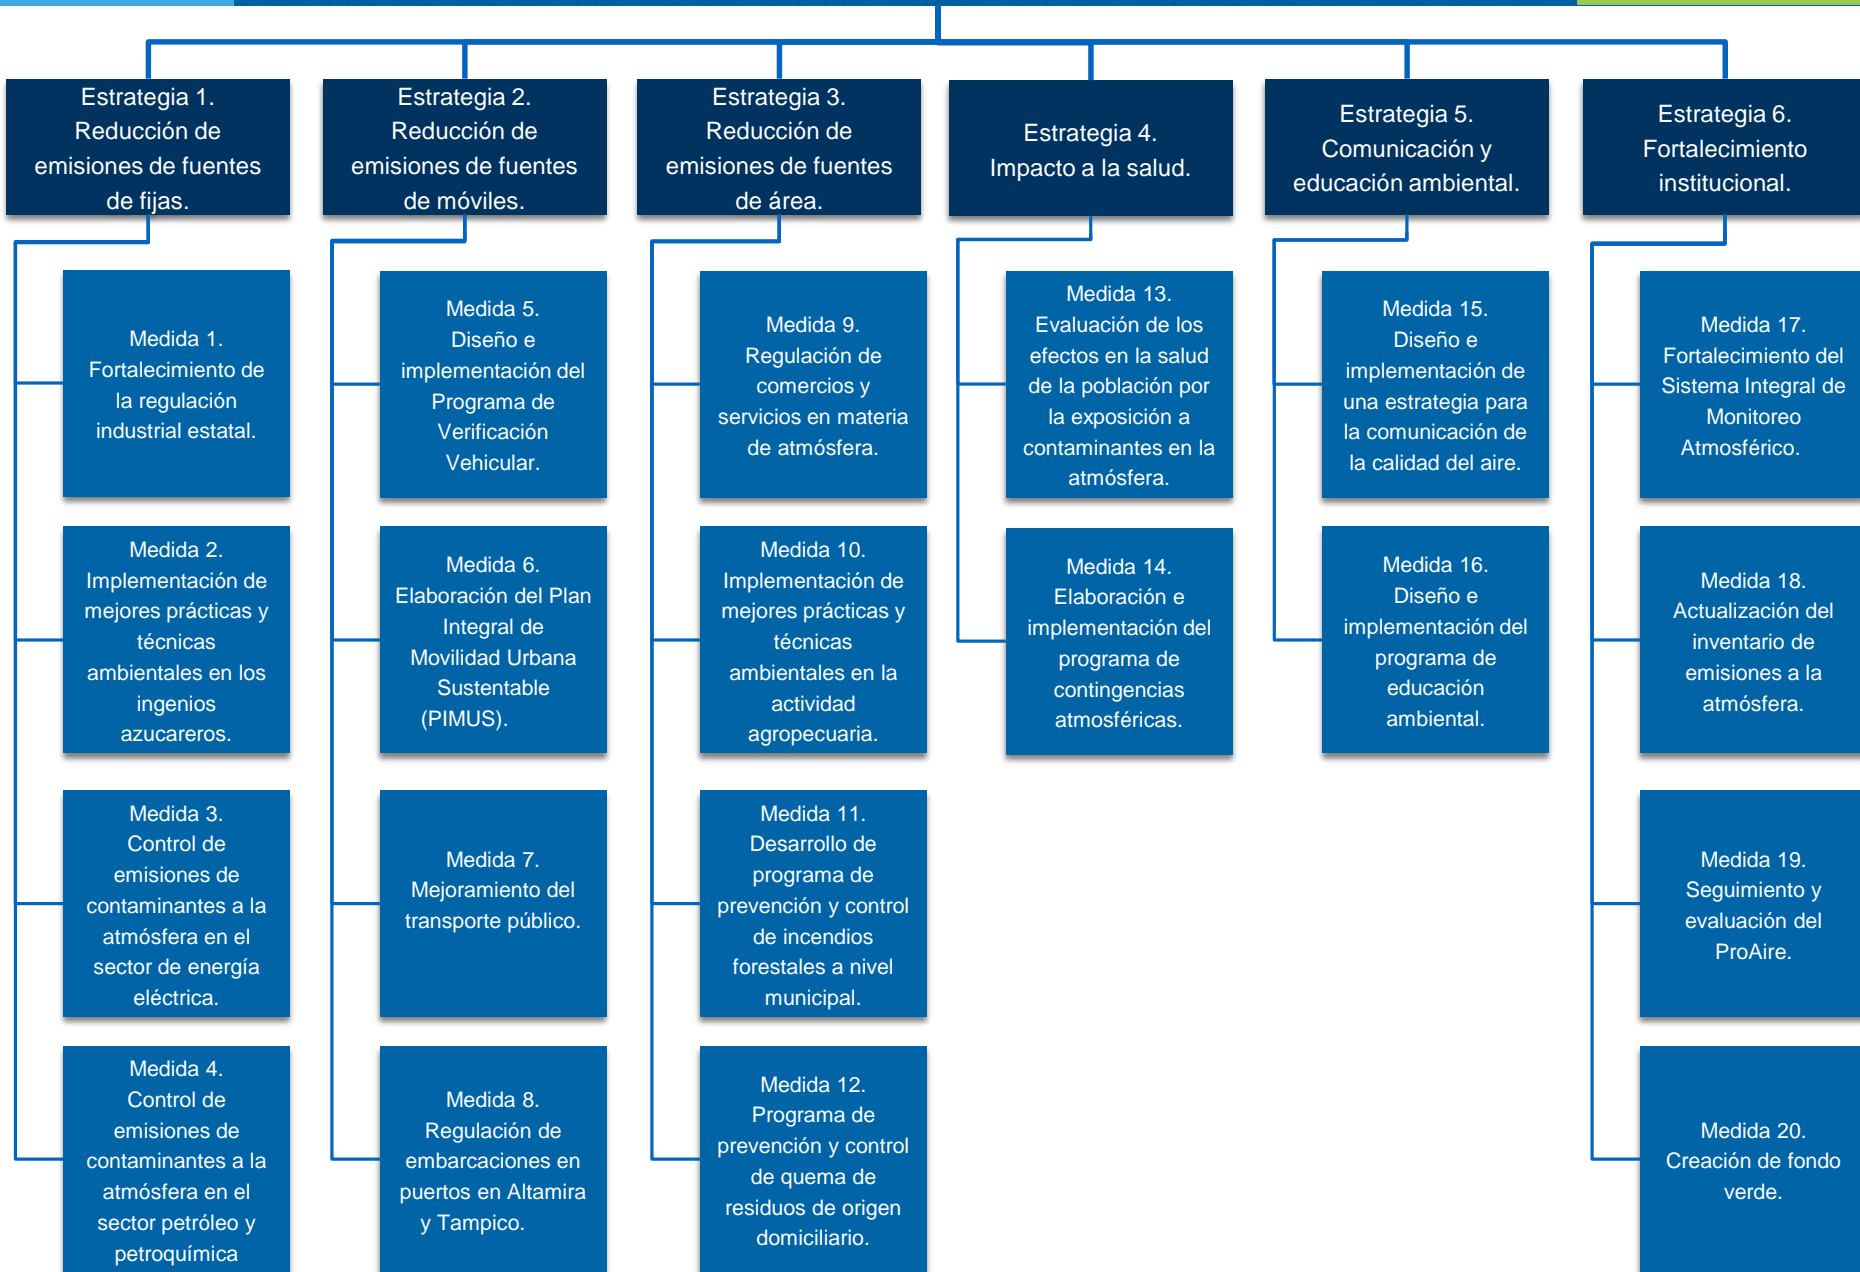 Estrategia 1.
Reducción de
emisiones de fuentes
de fijas.
Medida 1.
Fortalecimiento de
la regulación
industrial estatal.
Medida 2.
Implementación de
mejores prácticas y
técnicas
ambientales en los
ingenios
azucareros.
Medida 3.
Control de
emisiones de
contaminantes a la
atmósfera en el
sector de energía
eléctrica.
Medida 4.
Control de
emisiones de
contaminantes a la
atmósfera en el
sector petróleo y
petroquímica
Estrategia 2.
Reducción de
emisiones de fuentes
de móviles.
Medida 5.
Diseño e
implementación del
Programa de
Verificación
Vehicular.
Medida 6.
Elaboración del Plan
Integral de
Movilidad Urbana
Sustentable
(PIMUS).
Medida 7.
Mejoramiento del
transporte público.
Medida 8.
Regulación de
embarcaciones en
puertos en Altamira
y Tampico.
Estrategia 3.
Reducción de
emisiones de fuentes
de área.
Medida 9.
Regulación de
comercios y
servicios en materia
de atmósfera.
Medida 10.
Implementación de
mejores prácticas y
técnicas
ambientales en la
actividad
agropecuaria.
Medida 11.
Desarrollo de
programa de
prevención y control
de incendios
forestales a nivel
municipal.
Medida 12.
Programa de
prevención y control
de quema de
residuos de origen
domiciliario.
Estrategia 4.
Impacto a la salud.
Medida 13.
Evaluación de los
efectos en la salud
de la población por
la exposición a
contaminantes en la
atmósfera.
Medida 14.
Elaboración e
implementación del
programa de
contingencias
atmosféricas.
Estrategia 5.
Comunicación y
educación ambiental.
Medida 15.
Diseño e
implementación de
una estrategia para
la comunicación de
la calidad del aire.
Medida 16.
Diseño e
implementación del
programa de
educación
ambiental.
Estrategia 6.
Fortalecimiento
institucional.
Medida 17.
Fortalecimiento del
Sistema Integral de
Monitoreo
Atmosférico.
Medida 18.
Actualización del
inventario de
emisiones a la
atmósfera.
Medida 19.
Seguimiento y
evaluación del
ProAire.
Medida 20.
Creación de fondo
verde.